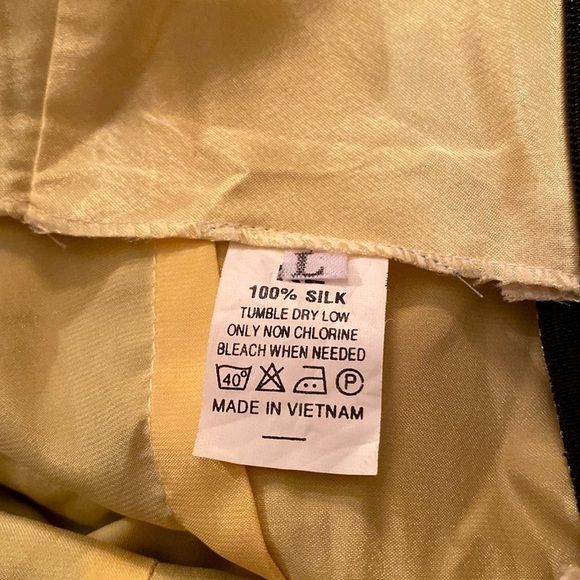 L
100% SILK
TUMBLE DRY LOW
ONLY NON CHLORINE
BLEACH WHEN NEEDED
40° P
MADE IN VIETNAM